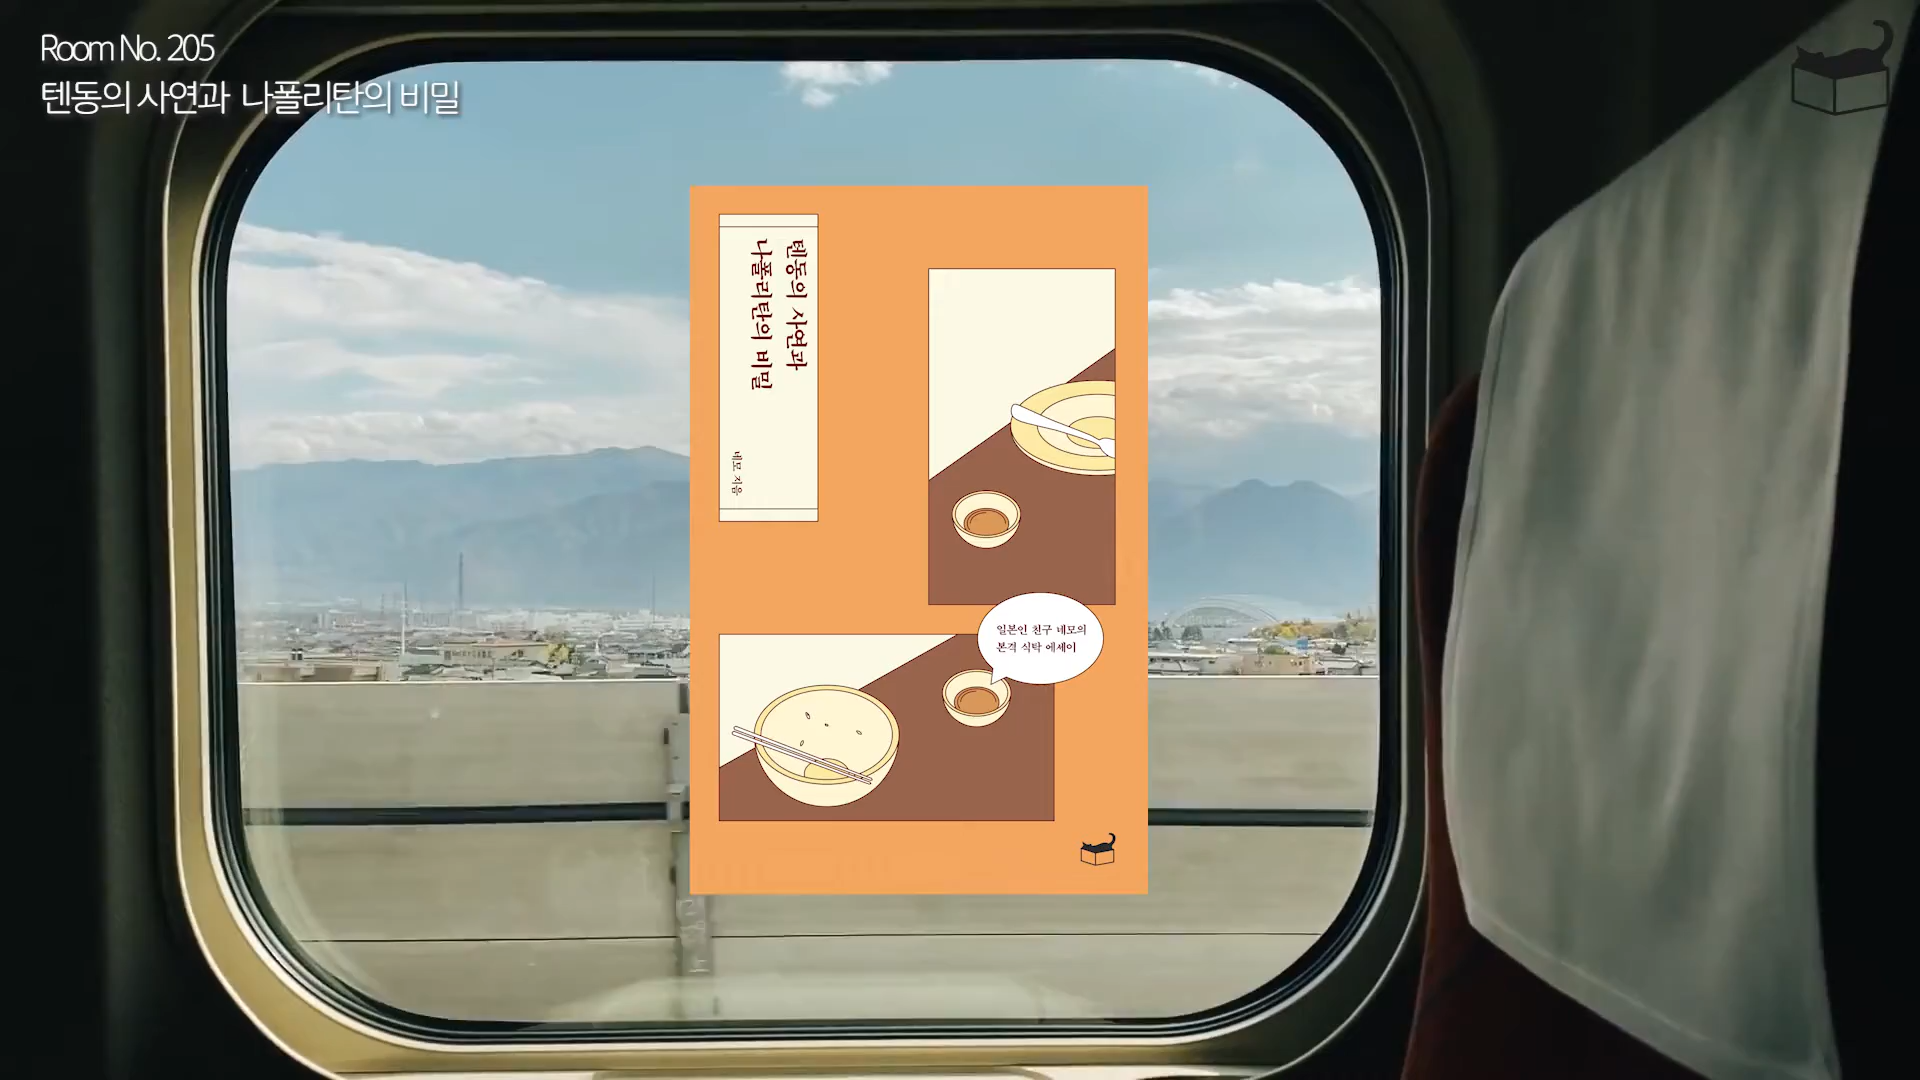 Room No. 205
텐동의 사연과 나폴리탄의 비밀
텐동의 사연과
나폴리탄의 비밀
네모 지음
일본인 친구 네모의
본격 식탁 에세이